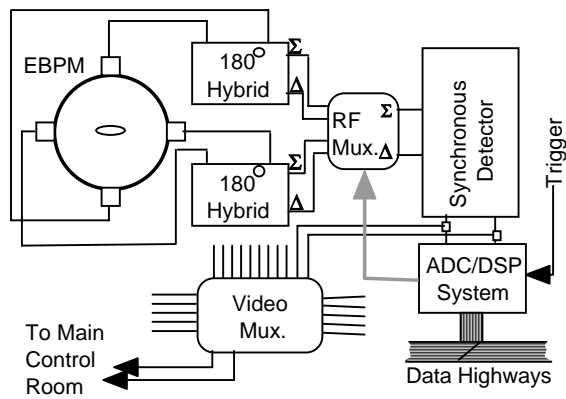 EBPM
180°
Hybrid
Σ
Δ
180°
Hybrid
Σ
Δ
RF
Mux.
Σ
Δ
Synchronous
Detector
Trigger
ADC/DSP
System
Video
Mux.
To Main
Control
Room
Data Highways